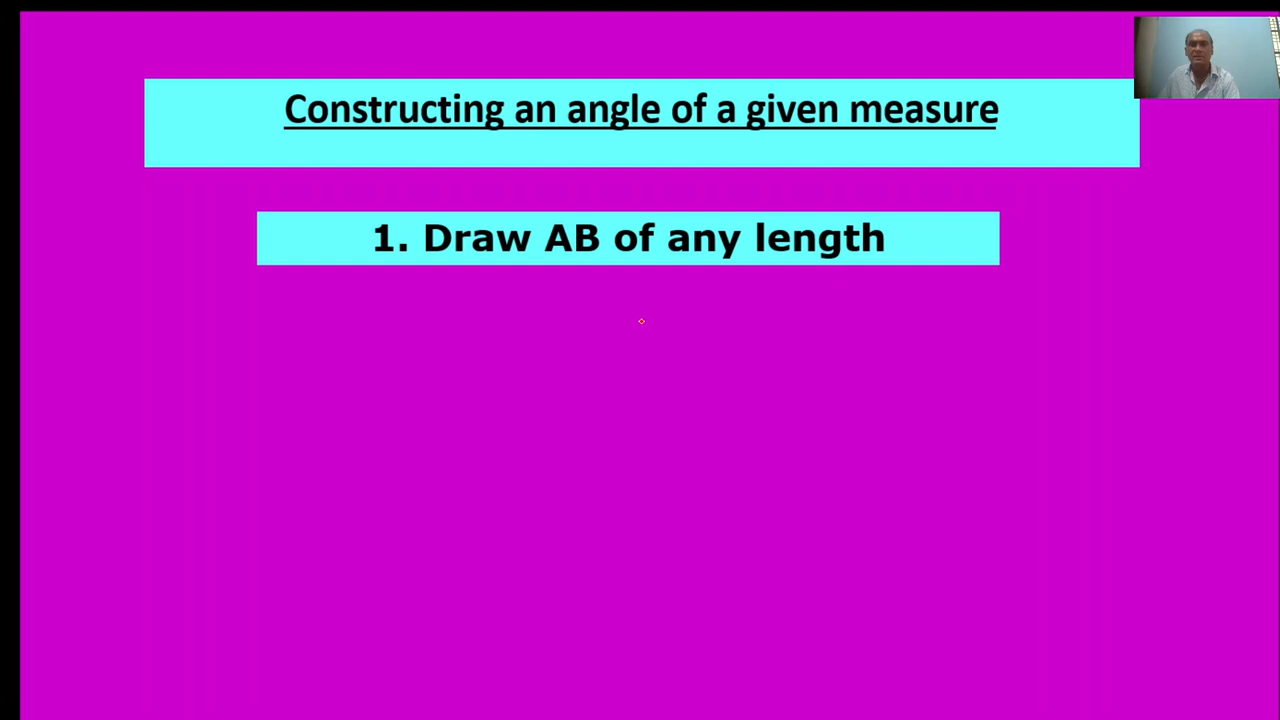 Constructing an angle of a given measure
1. Draw AB of any length